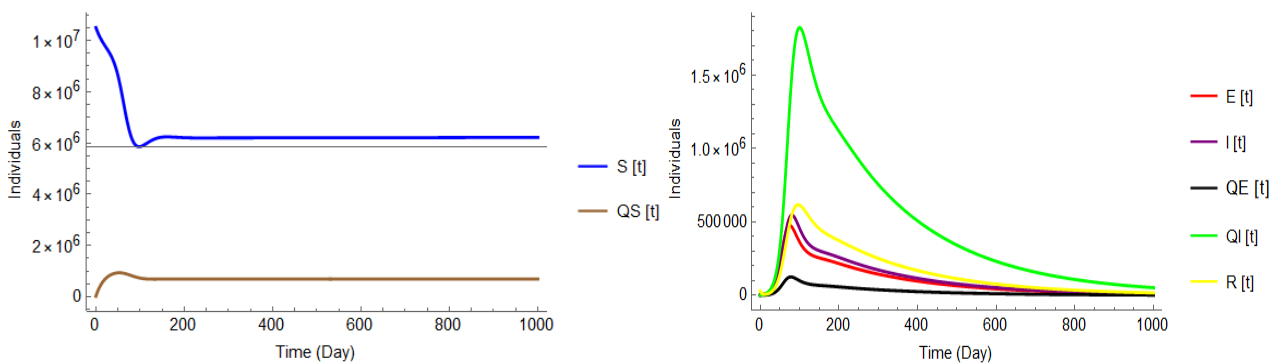 1 × 10⁷
8 × 10⁶
6 × 10⁶
4 × 10⁶
2 × 10⁶
0
Individuals
0 200 400 600 800 1000
Time (Day)
S [t]
QS [t]
1.5 × 10⁶
1.0 × 10⁶
500 000
0
Individuals
0 200 400 600 800 1000
Time (Day)
E [t]
I [t]
QE [t]
QI [t]
R [t]